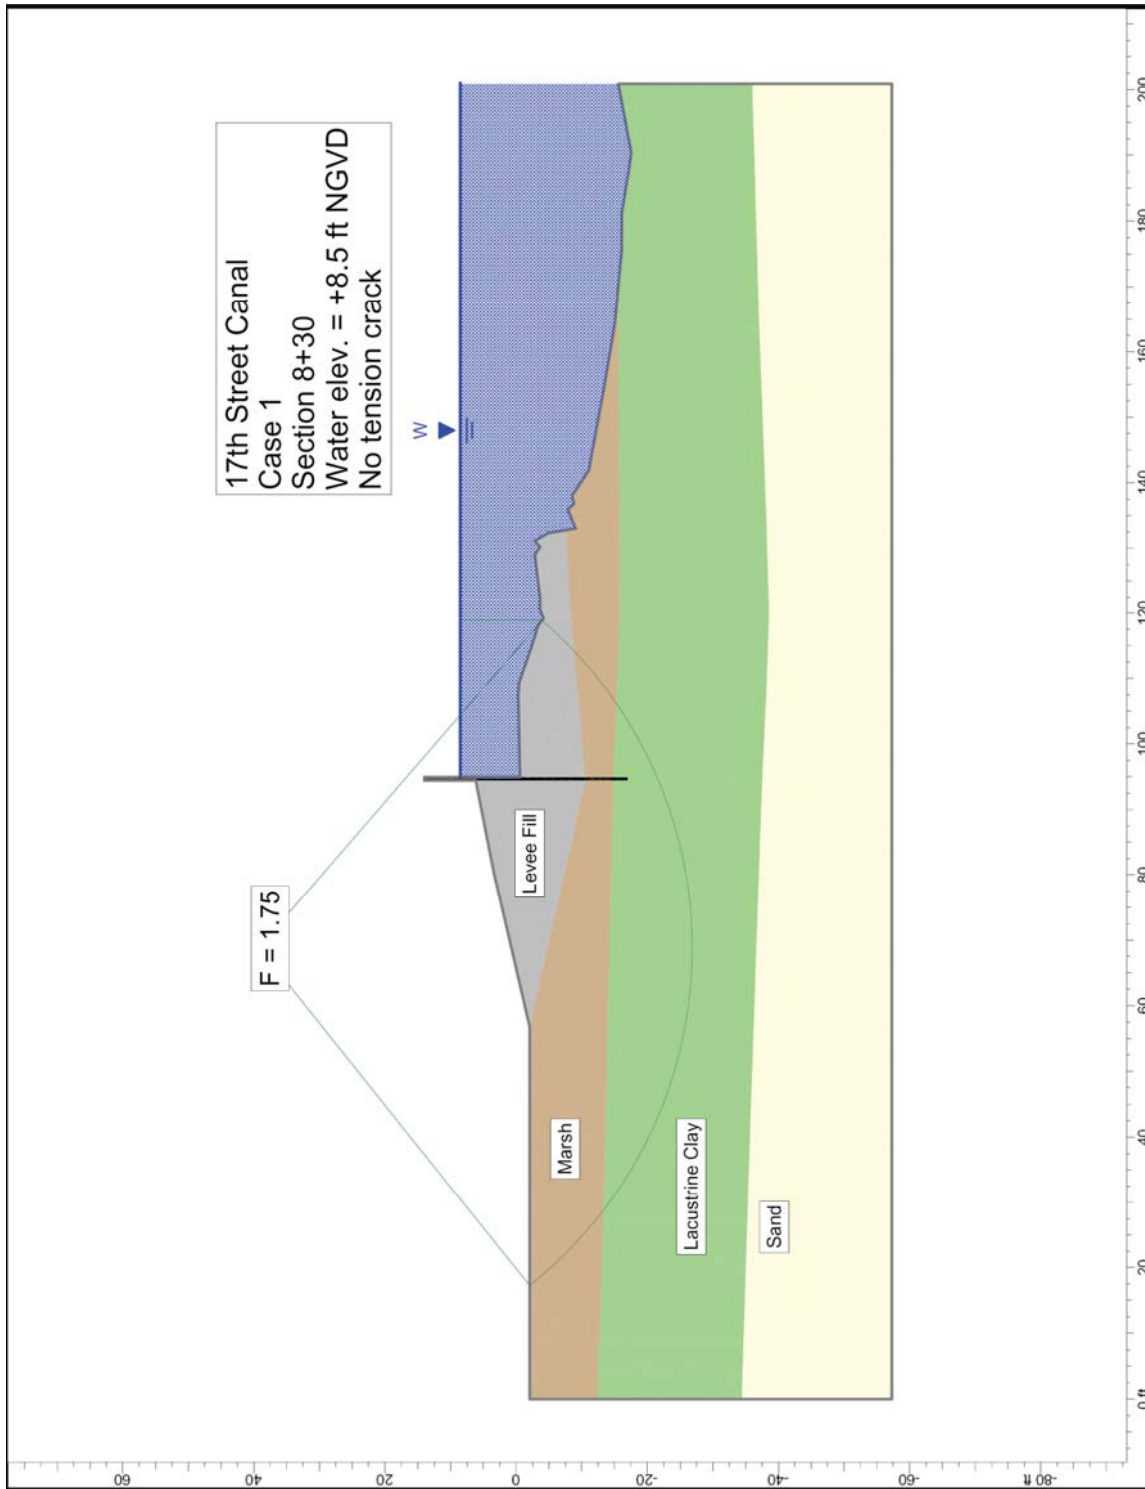 17th Street Canal
Case 1
Section 8+30
Water elev. = +8.5 ft NGVD
No tension crack
W
F = 1.75
Levee Fill
Marsh
Lacustrine Clay
Sand
60
40
20
0
-20
-40
-60
-80 ft
0 ft
20
40
60
80
100
120
140
160
180
200